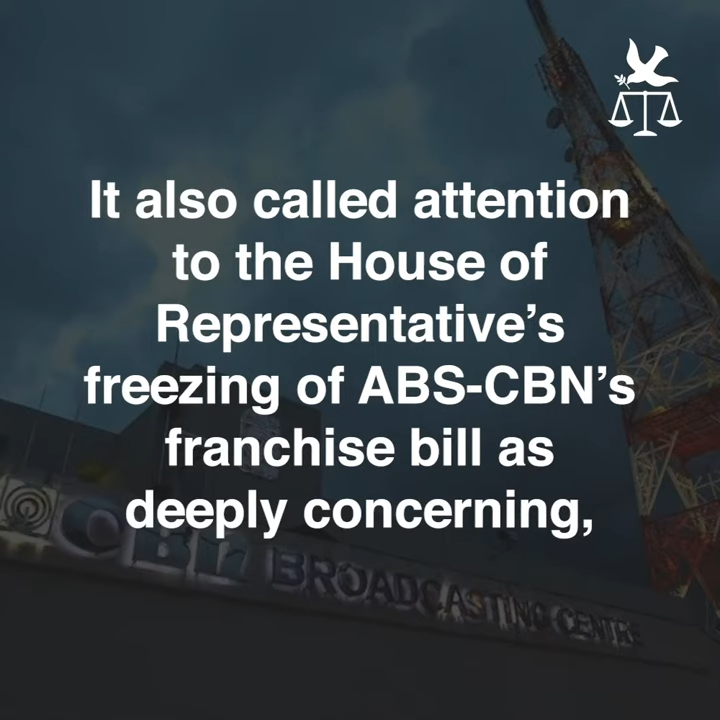 It also called attention
to the House of
Representative’s
freezing of ABS-CBN’s
franchise bill as
deeply concerning,
BROADCASTING CENTRE